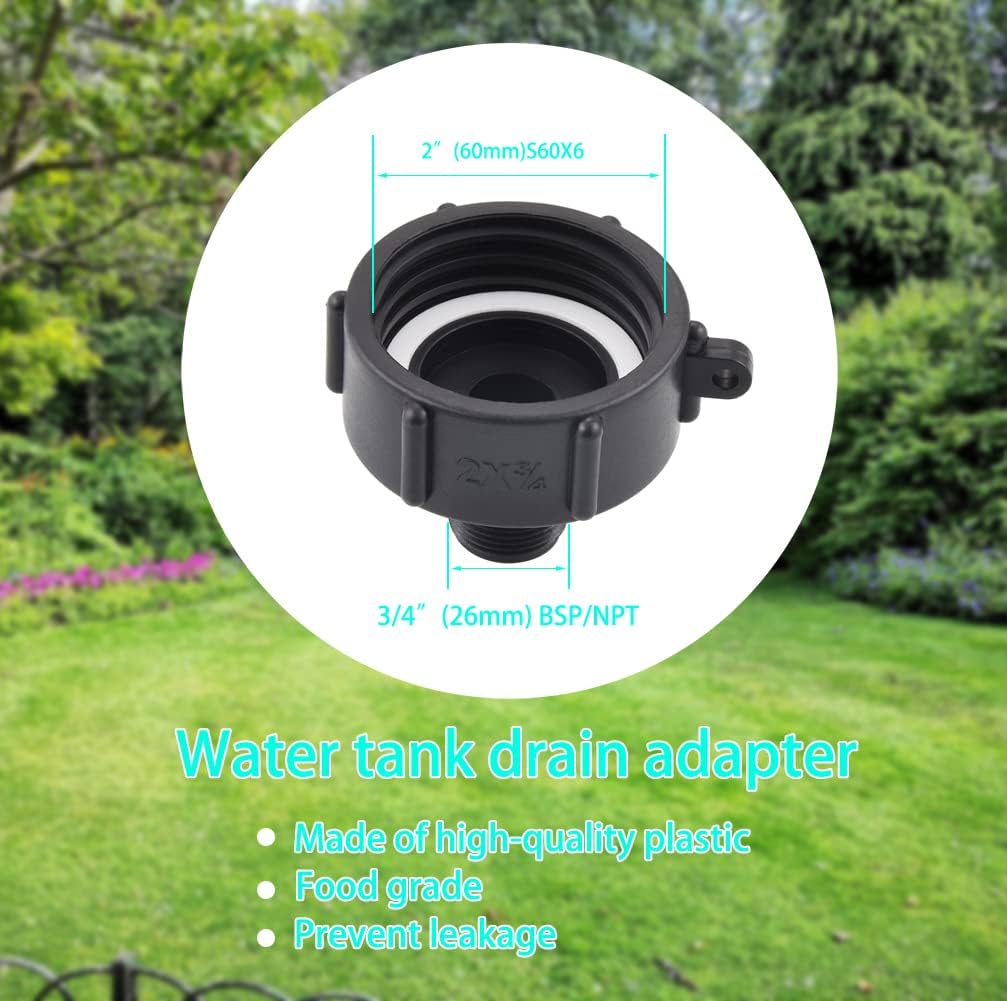 2"(60mm)S60X6
2X3/4
3/4"(26mm) BSP/NPT
Water tank drain adapter
Made of high-quality plastic
Food grade
Prevent leakage